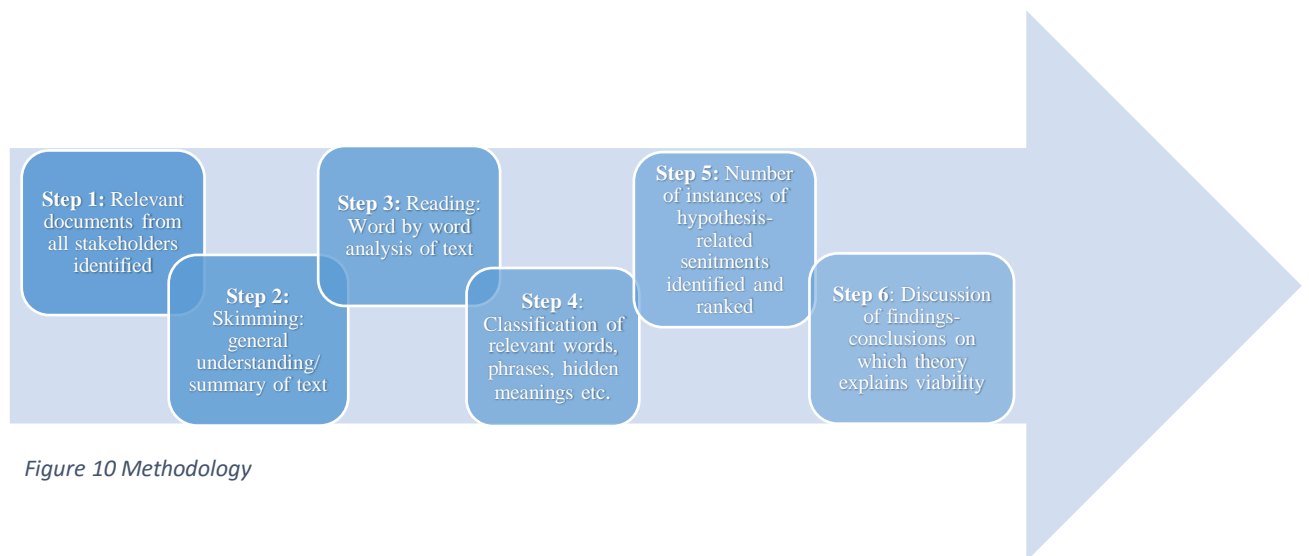 Step 1: Relevant
documents from
all stakeholders
identified
Step 2:
Skimming:
general
understanding/
summary of text
Step 3: Reading:
Word by word
analysis of text
Step 4:
Classification of
relevant words,
phrases, hidden
meanings etc.
Step 5: Number
of instances of
hypothesis-
related
senitments
identified and
ranked
Step 6: Discussion
of findings-
conclusions on
which theory
explains viability
Figure 10 Methodology